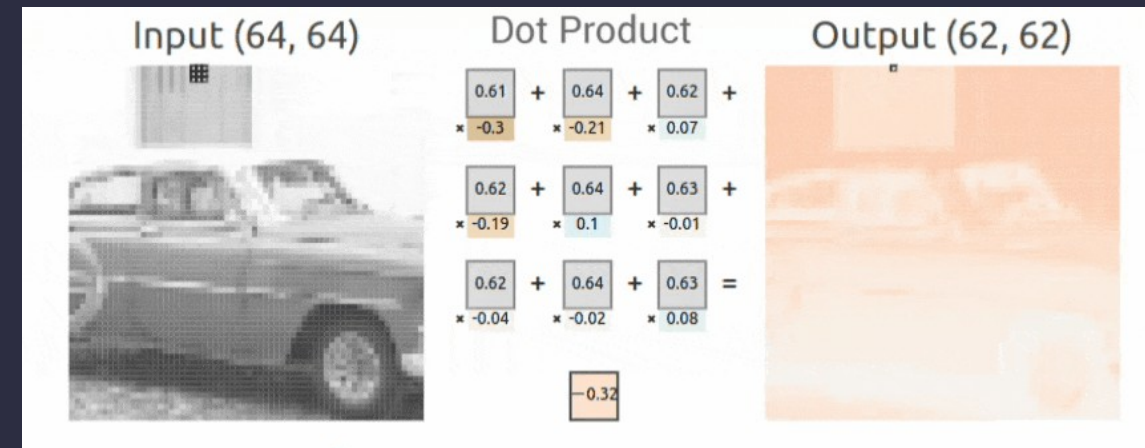 Input (64, 64) Dot Product Output (62, 62)
0.61 + 0.64 + 0.62 +
× -0.3 × -0.21 × 0.07
0.62 + 0.64 + 0.63 +
× -0.19 × 0.1 × -0.01
0.62 + 0.64 + 0.63 =
× -0.04 × -0.02 × 0.08
-0.32